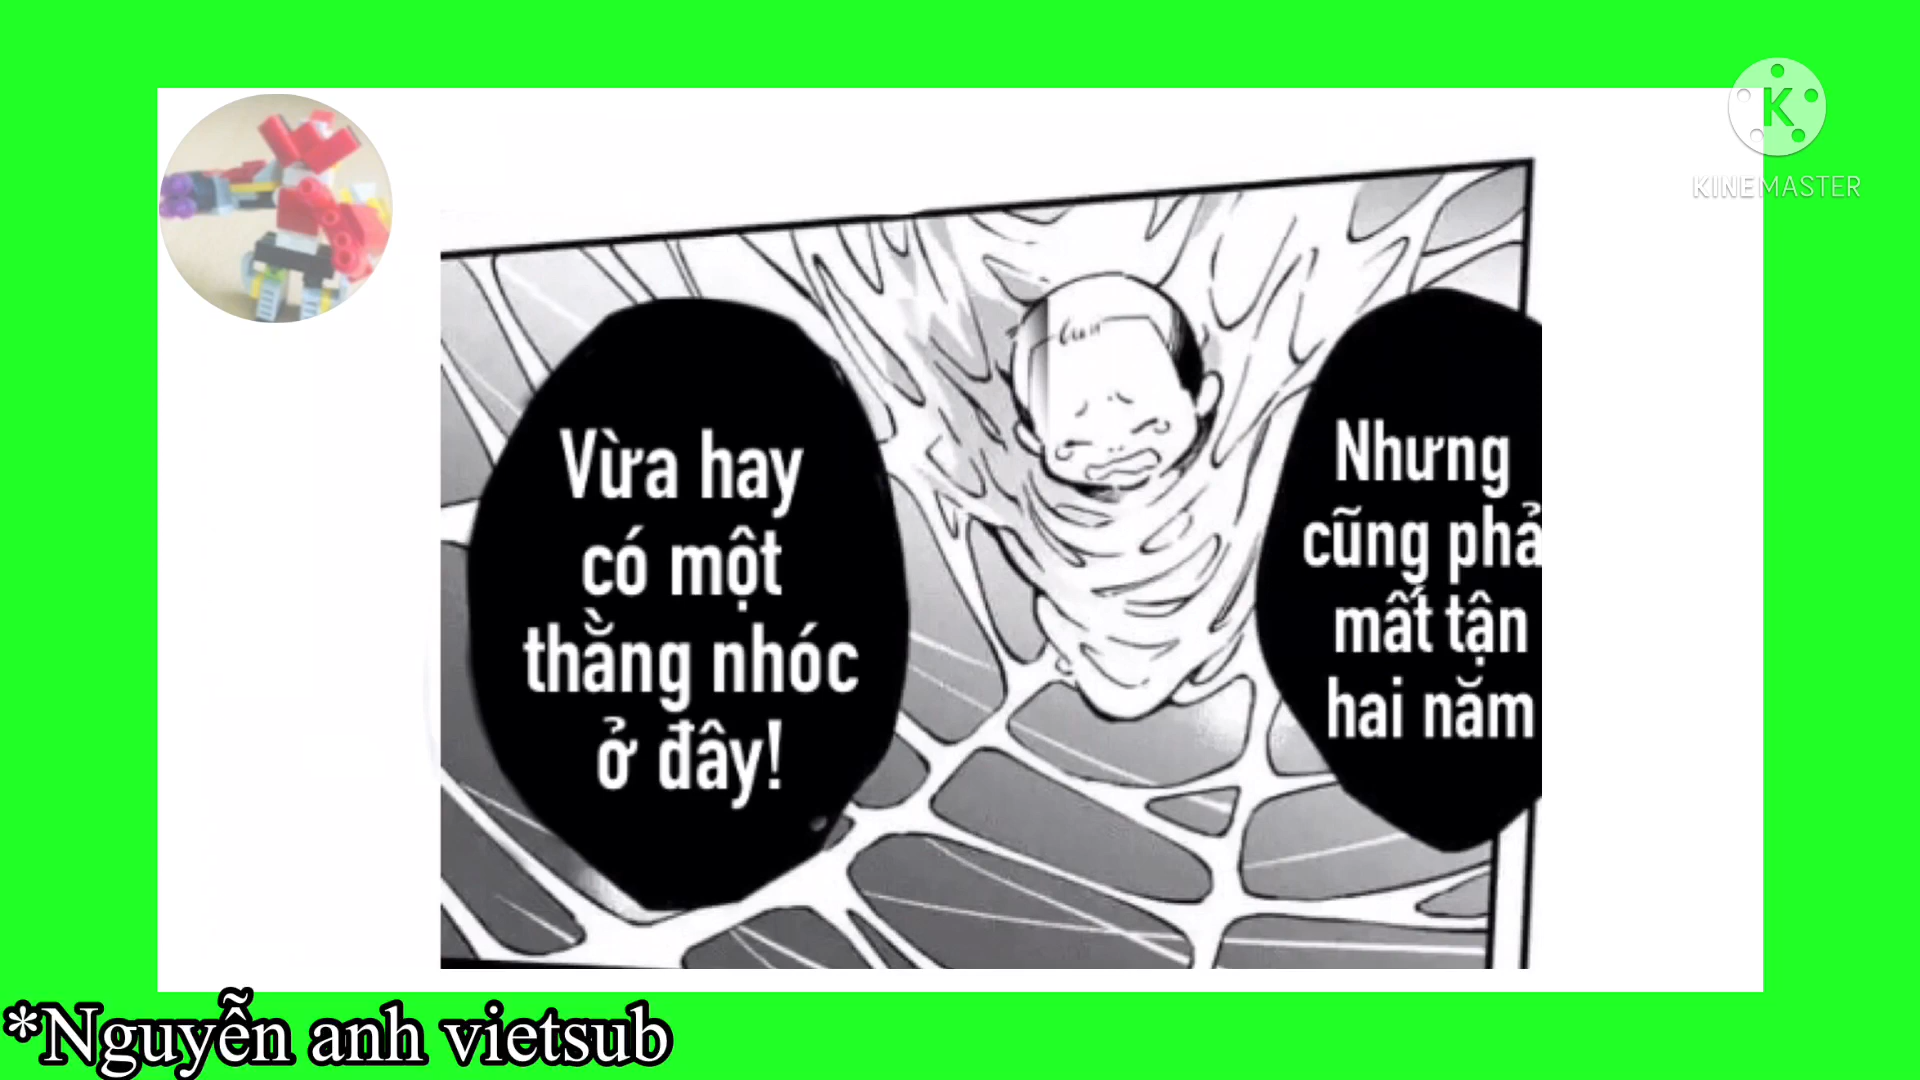 K
KINEMASTER
Vừa hay
có một
thằng nhóc
ở đây!
Nhưng
cũng phả
mất tận
hai năm
*Nguyễn anh vietsub